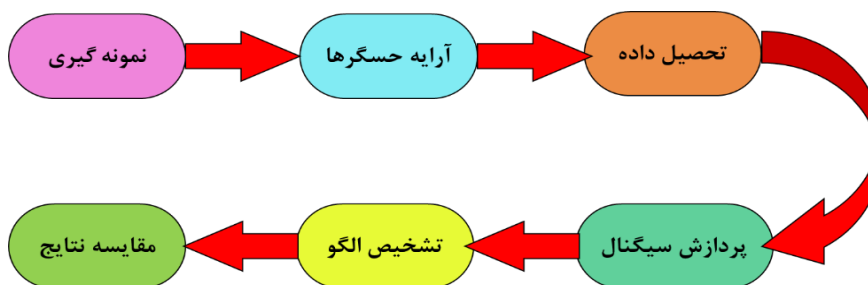 نمونه گیری
آرایه حسگرها
تحصیل داده
پردازش سیگنال
تشخیص الگو
مقایسه نتایج